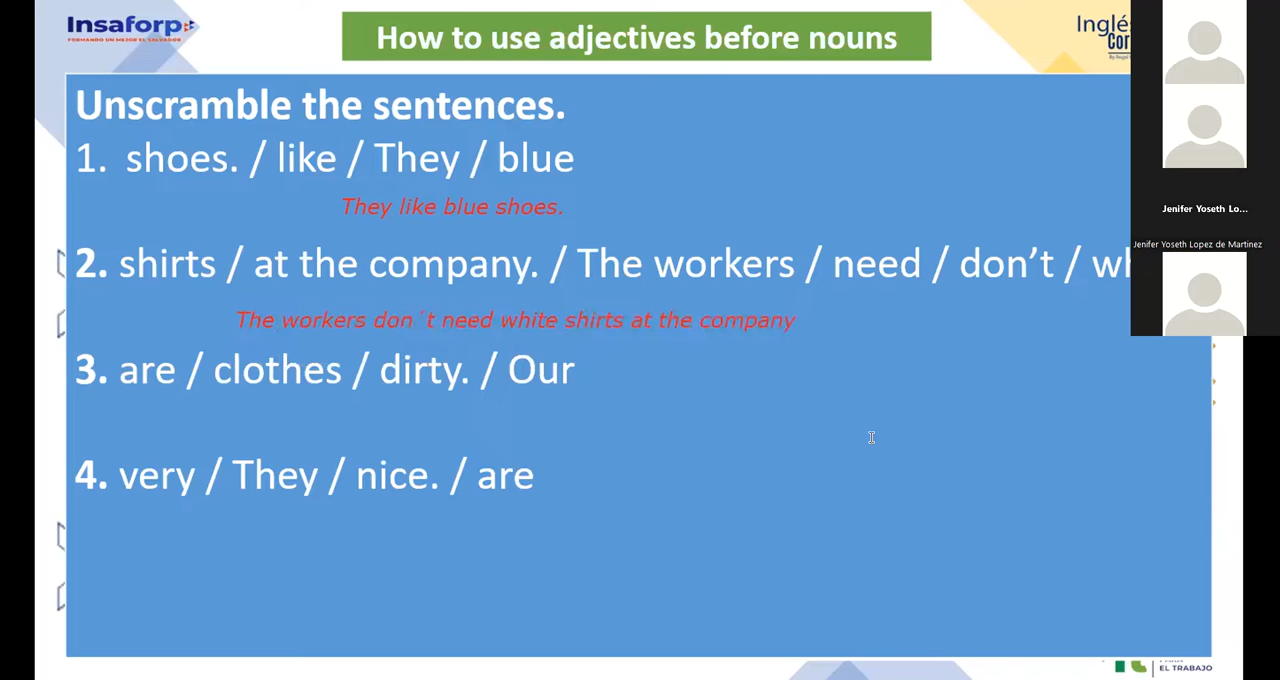 Insaforp
FORMANDO UN MEJOR EL SALVADOR
How to use adjectives before nouns
Inglés
Cor
Unscramble the sentences.
1. shoes. / like / They / blue
They like blue shoes.
2. shirts / at the company. / The workers / need / don’t / wh
The workers don´t need white shirts at the company
3. are / clothes / dirty. / Our
4. very / They / nice. / are
Jenifer Yoseth Lo...
Jenifer Yoseth Lopez de Martinez
EL TRABAJO